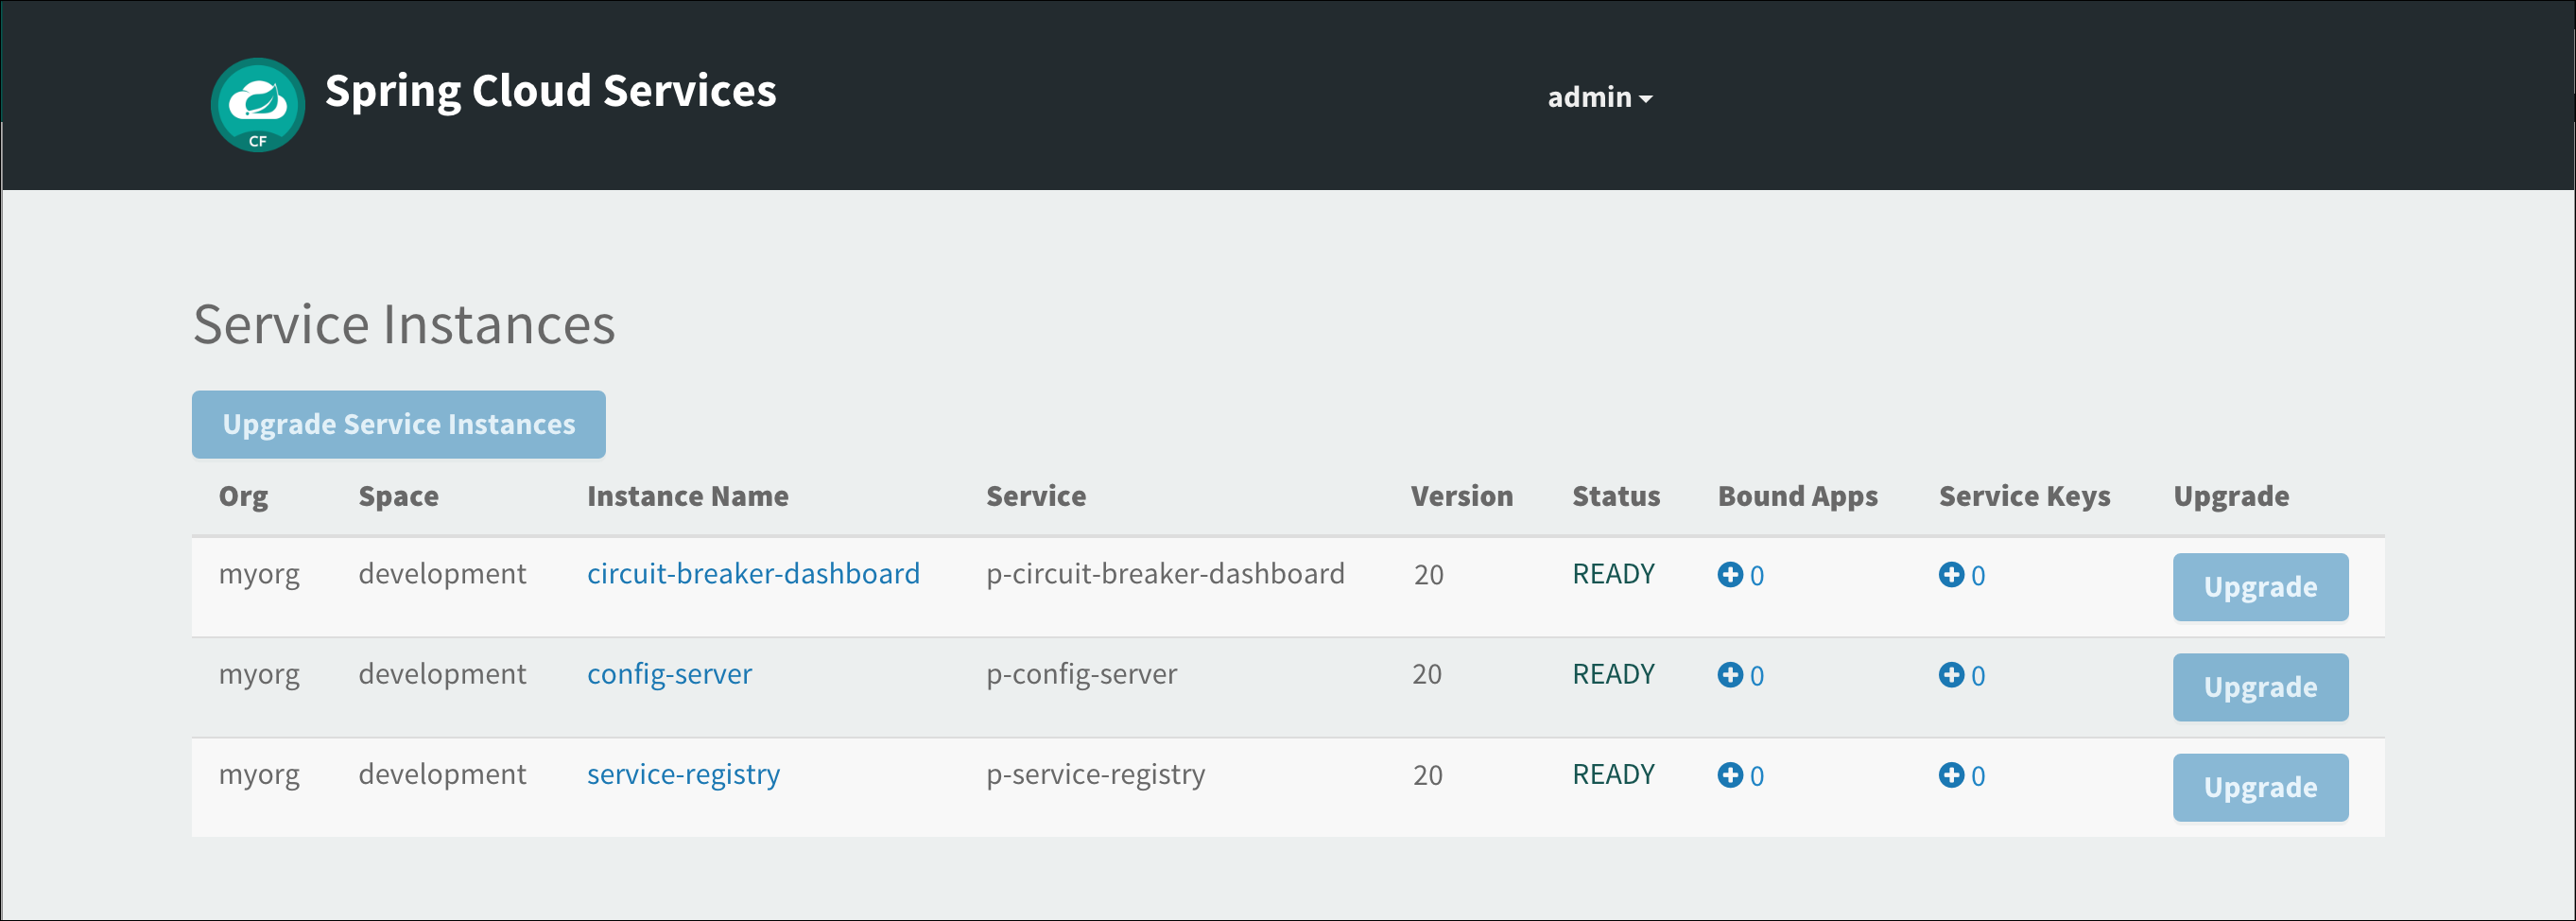 Spring Cloud Services
admin
CF
Service Instances
Upgrade Service Instances
Org Space Instance Name Service Version Status Bound Apps Service Keys Upgrade
myorg development circuit-breaker-dashboard p-circuit-breaker-dashboard 20 READY 0 0 Upgrade
myorg development config-server p-config-server 20 READY 0 0 Upgrade
myorg development service-registry p-service-registry 20 READY 0 0 Upgrade